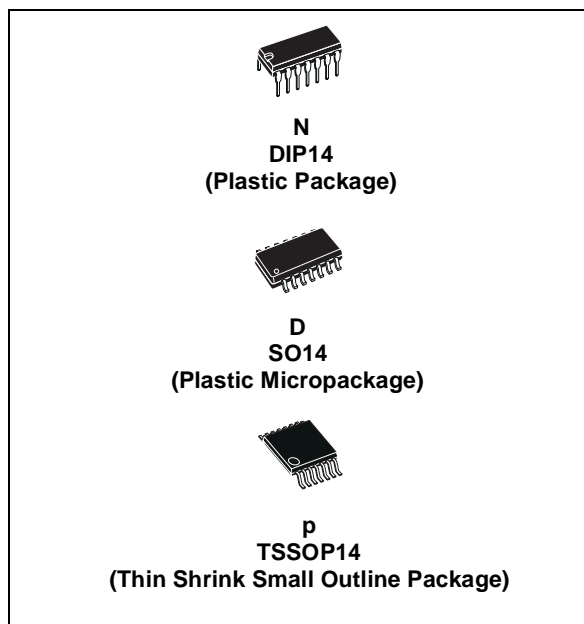 N
DIP14
(Plastic Package)
D
SO14
(Plastic Micropackage)
p
TSSOP14
(Thin Shrink Small Outline Package)